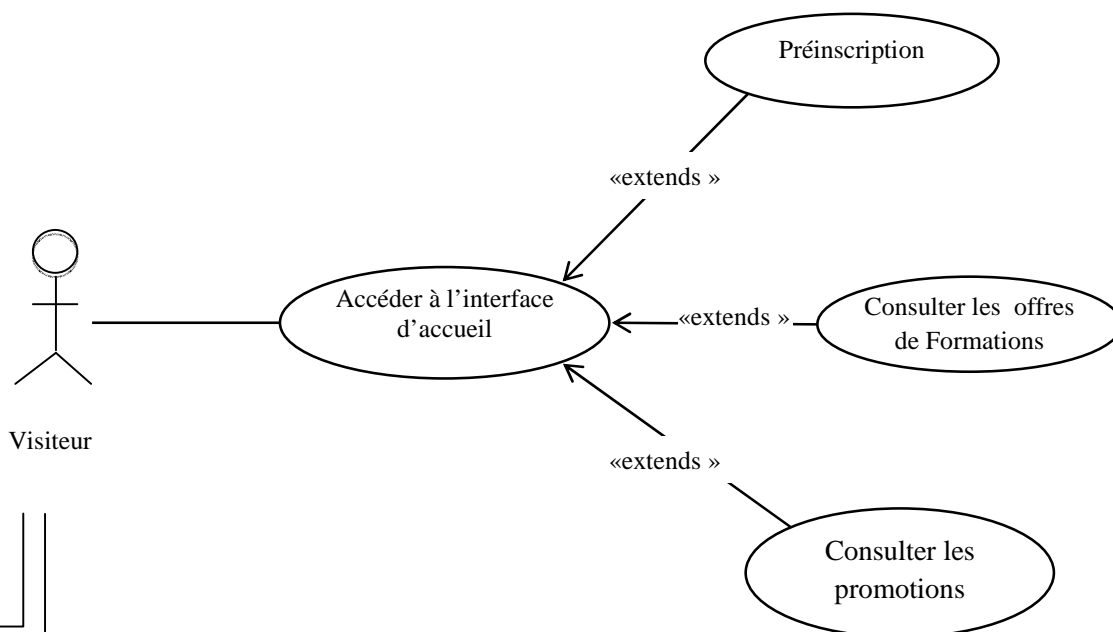 Préinscription
«extends »
Accéder à l’interface
d’accueil
«extends »
Consulter les  offres
de Formations
Visiteur
«extends »
Consulter les
promotions